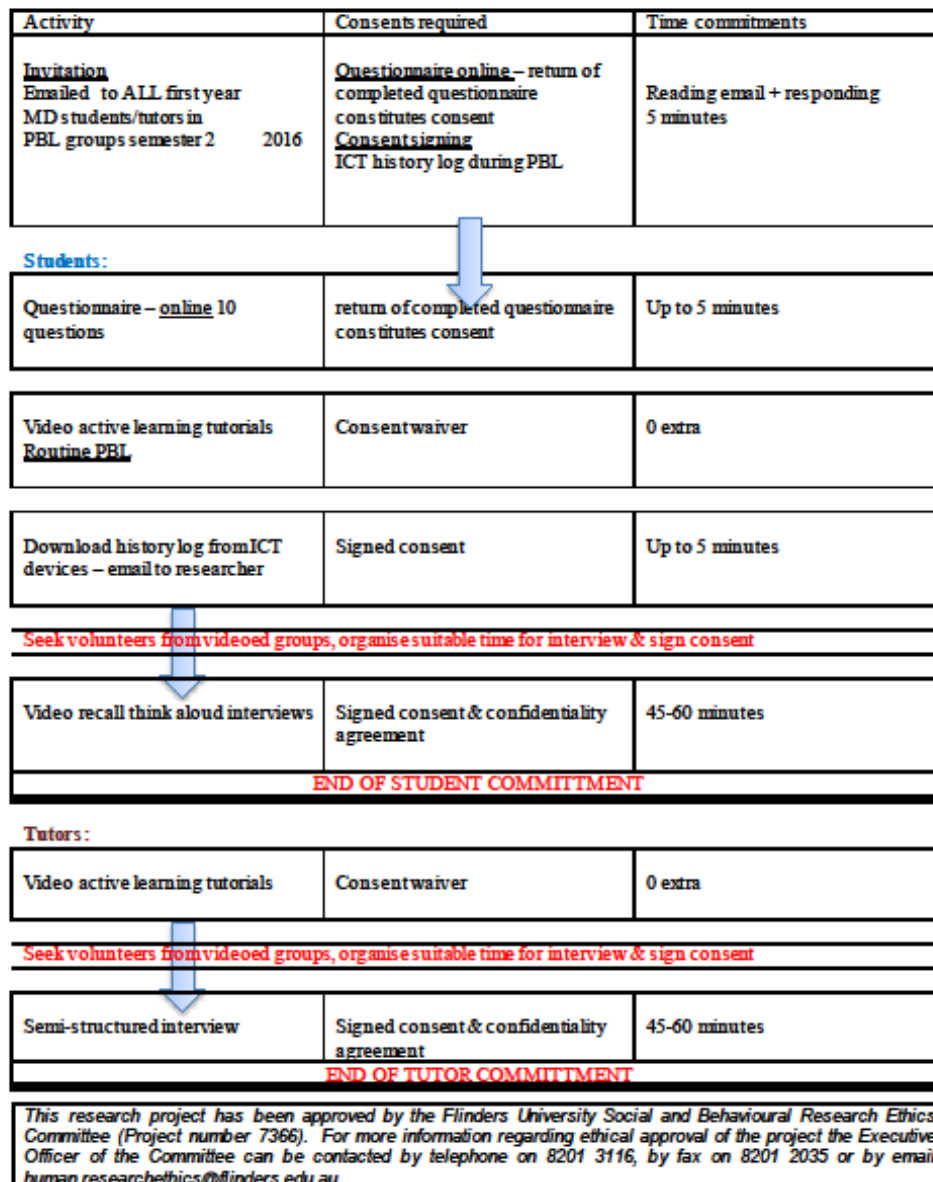 Activity
Consents required
Time commitments
Invitation
Emailed to ALL first year
MD students/tutors in
PBL groups semester 2 2016
Questionnaire online – return of
completed questionnaire
constitutes consent
Consent signing
ICT history log during PBL
Reading email + responding
5 minutes
Students:
Questionnaire – online 10
questions
return of completed questionnaire
constitutes consent
Up to 5 minutes
Video active learning tutorials
Routine PBL
Consent waiver
0 extra
Download history log from ICT
devices – email to researcher
Signed consent
Up to 5 minutes
Seek volunteers from videoed groups, organise suitable time for interview & sign consent
Video recall think aloud interviews
Signed consent & confidentiality
agreement
45-60 minutes
END OF STUDENT COMMITTMENT
Tutors:
Video active learning tutorials
Consent waiver
0 extra
Seek volunteers from videoed groups, organise suitable time for interview & sign consent
Semi-structured interview
Signed consent & confidentiality
agreement
45-60 minutes
END OF TUTOR COMMITTMENT
This research project has been approved by the Flinders University Social and Behavioural Research Ethics
Committee (Project number 7366). For more information regarding ethical approval of the project the Executive
Officer of the Committee can be contacted by telephone on 8201 3116, by fax on 8201 2035 or by email
human.researchethics@flinders.edu.au